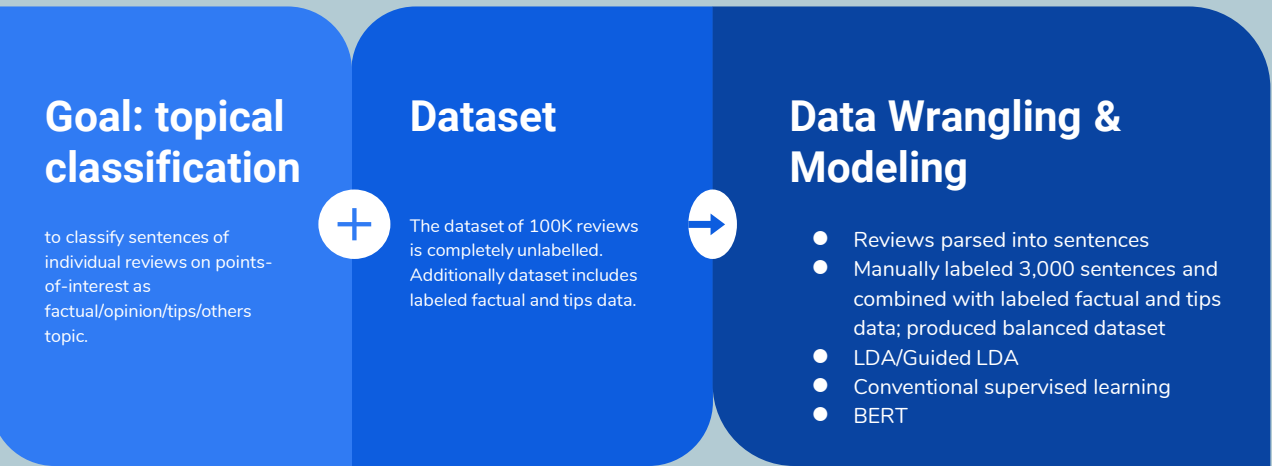 Goal: topical
classification
to classify sentences of
individual reviews on points-
of-interest as
factual/opinion/tips/others
topic.
Dataset
The dataset of 100K reviews
is completely unlabelled.
Additionally dataset includes
labeled factual and tips data.
Data Wrangling &
Modeling
● Reviews parsed into sentences
● Manually labeled 3,000 sentences and
combined with labeled factual and tips
data; produced balanced dataset
● LDA/Guided LDA
● Conventional supervised learning
● BERT